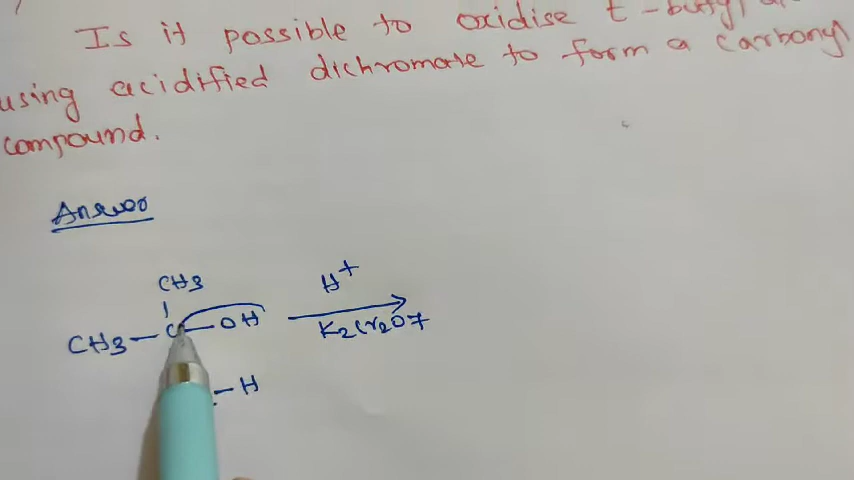 Is it possible to oxidise t-butyl
using acidified dichromate to form a carbonyl
compound.
Answer
CH3
H+
CH3 - C - OH
K2Cr2O7
- H